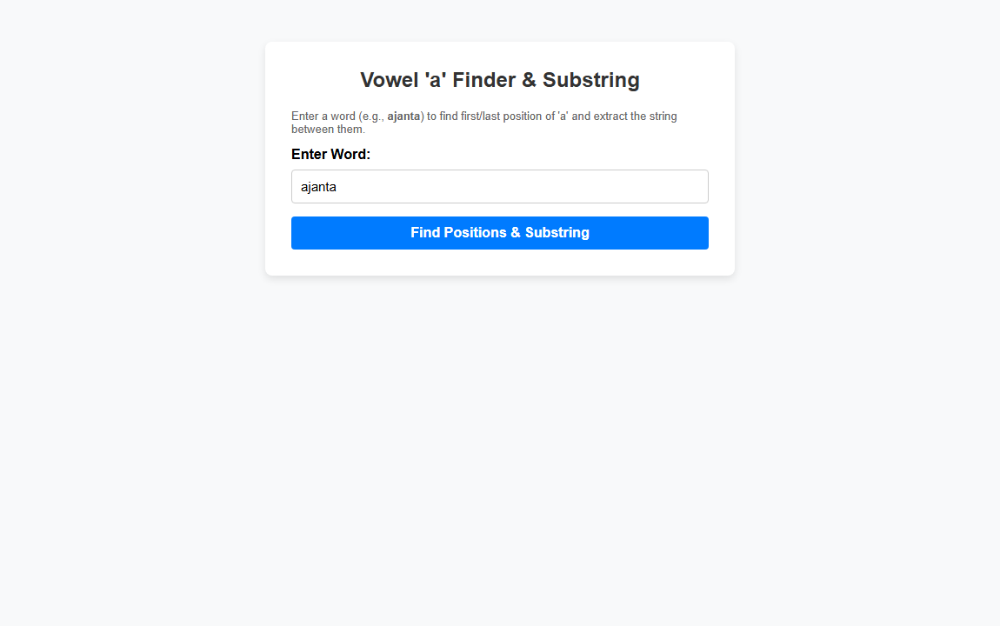 Vowel 'a' Finder & Substring
Enter a word (e.g., ajanta) to find first/last position of 'a' and extract the string
between them.
Enter Word:
ajanta
Find Positions & Substring